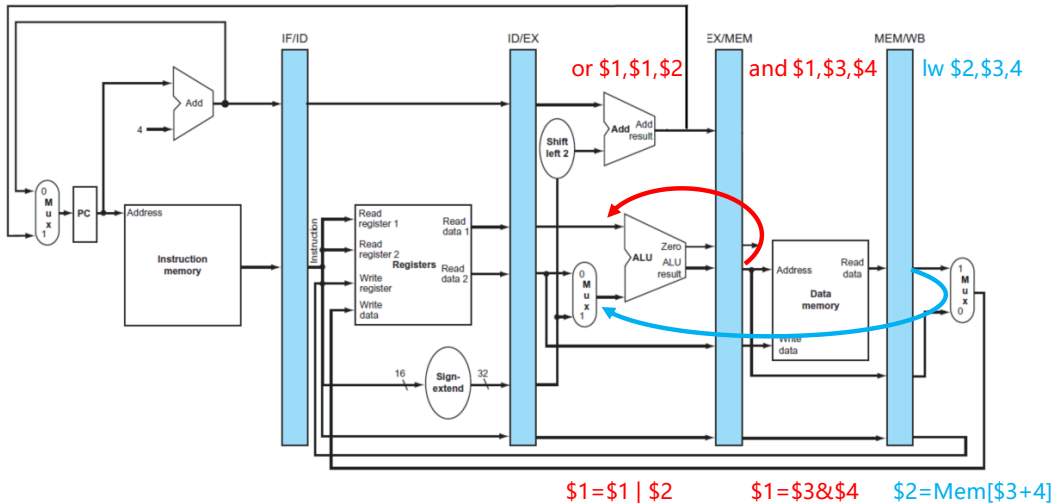 IF/ID
ID/EX
EX/MEM
MEM/WB
or $1,$1,$2
and $1,$3,$4
lw $2,$3,4
Add
4
Add
Add
result
Shift
left 2
0
M
u
x
1
PC
Address
Instruction
memory
Instruction
Read
register 1
Read
register 2
Write
register
Write
data
Registers
Read
data 1
Read
data 2
0
M
u
x
1
Zero
ALU
ALU
result
Address
Read
data
Data
memory
Write
data
1
M
u
x
0
16
Sign-
extend
32
$1=$1 | $2
$1=$3&$4
$2=Mem[$3+4]